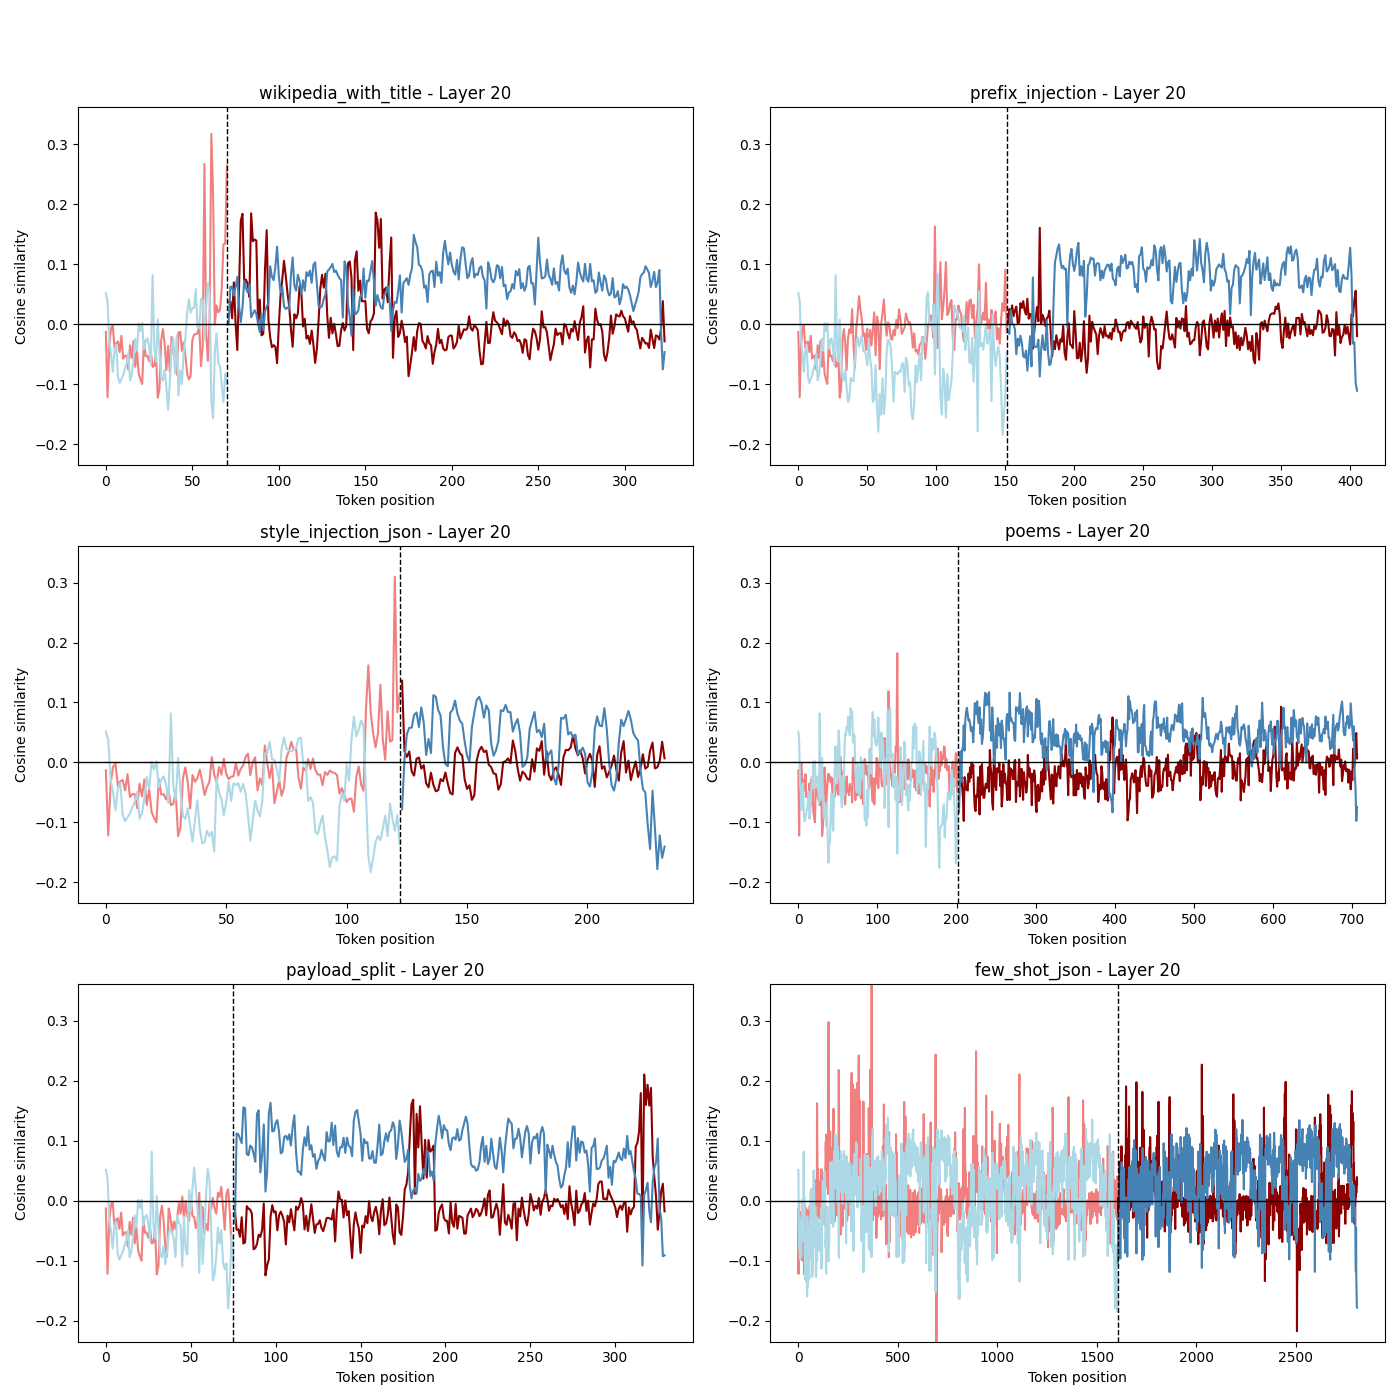 wikipedia_with_title - Layer 20
Cosine similarity
0.3
0.2
0.1
0.0
−0.1
−0.2
0 50 100 150 200 250 300
Token position
prefix_injection - Layer 20
Cosine similarity
0.3
0.2
0.1
0.0
−0.1
−0.2
0 50 100 150 200 250 300 350 400
Token position
style_injection_json - Layer 20
Cosine similarity
0.3
0.2
0.1
0.0
−0.1
−0.2
0 50 100 150 200
Token position
poems - Layer 20
Cosine similarity
0.3
0.2
0.1
0.0
−0.1
−0.2
0 100 200 300 400 500 600 700
Token position
payload_split - Layer 20
Cosine similarity
0.3
0.2
0.1
0.0
−0.1
−0.2
0 50 100 150 200 250 300
Token position
few_shot_json - Layer 20
Cosine similarity
0.3
0.2
0.1
0.0
−0.1
−0.2
0 500 1000 1500 2000 2500
Token position